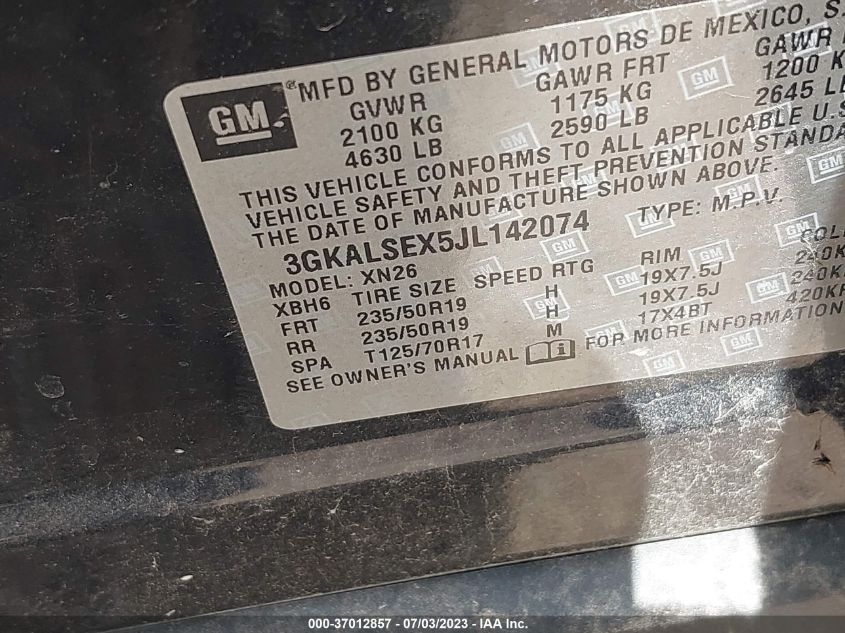 GM
®MFD BY GENERAL MOTORS DE MEXICO, S.
GVWR GAWR FRT GAWR
2100 KG 1175 KG 1200 K
4630 LB 2590 LB 2645 LB
THIS VEHICLE CONFORMS TO ALL APPLICABLE U.S
VEHICLE SAFETY AND THEFT PREVENTION STANDA
THE DATE OF MANUFACTURE SHOWN ABOVE.
3GKALSEX5JL142074 TYPE: M.P.V.
MODEL: XN26
XBH6 TIRE SIZE SPEED RTG RIM COL
FRT 235/50R19 H 19X7.5J 240K
RR 235/50R19 H 19X7.5J 240K
SPA T125/70R17 M 17X4BT 420KP
SEE OWNER'S MANUAL FOR MORE INFORMATION
000-37012857 - 07/03/2023 - IAA Inc.